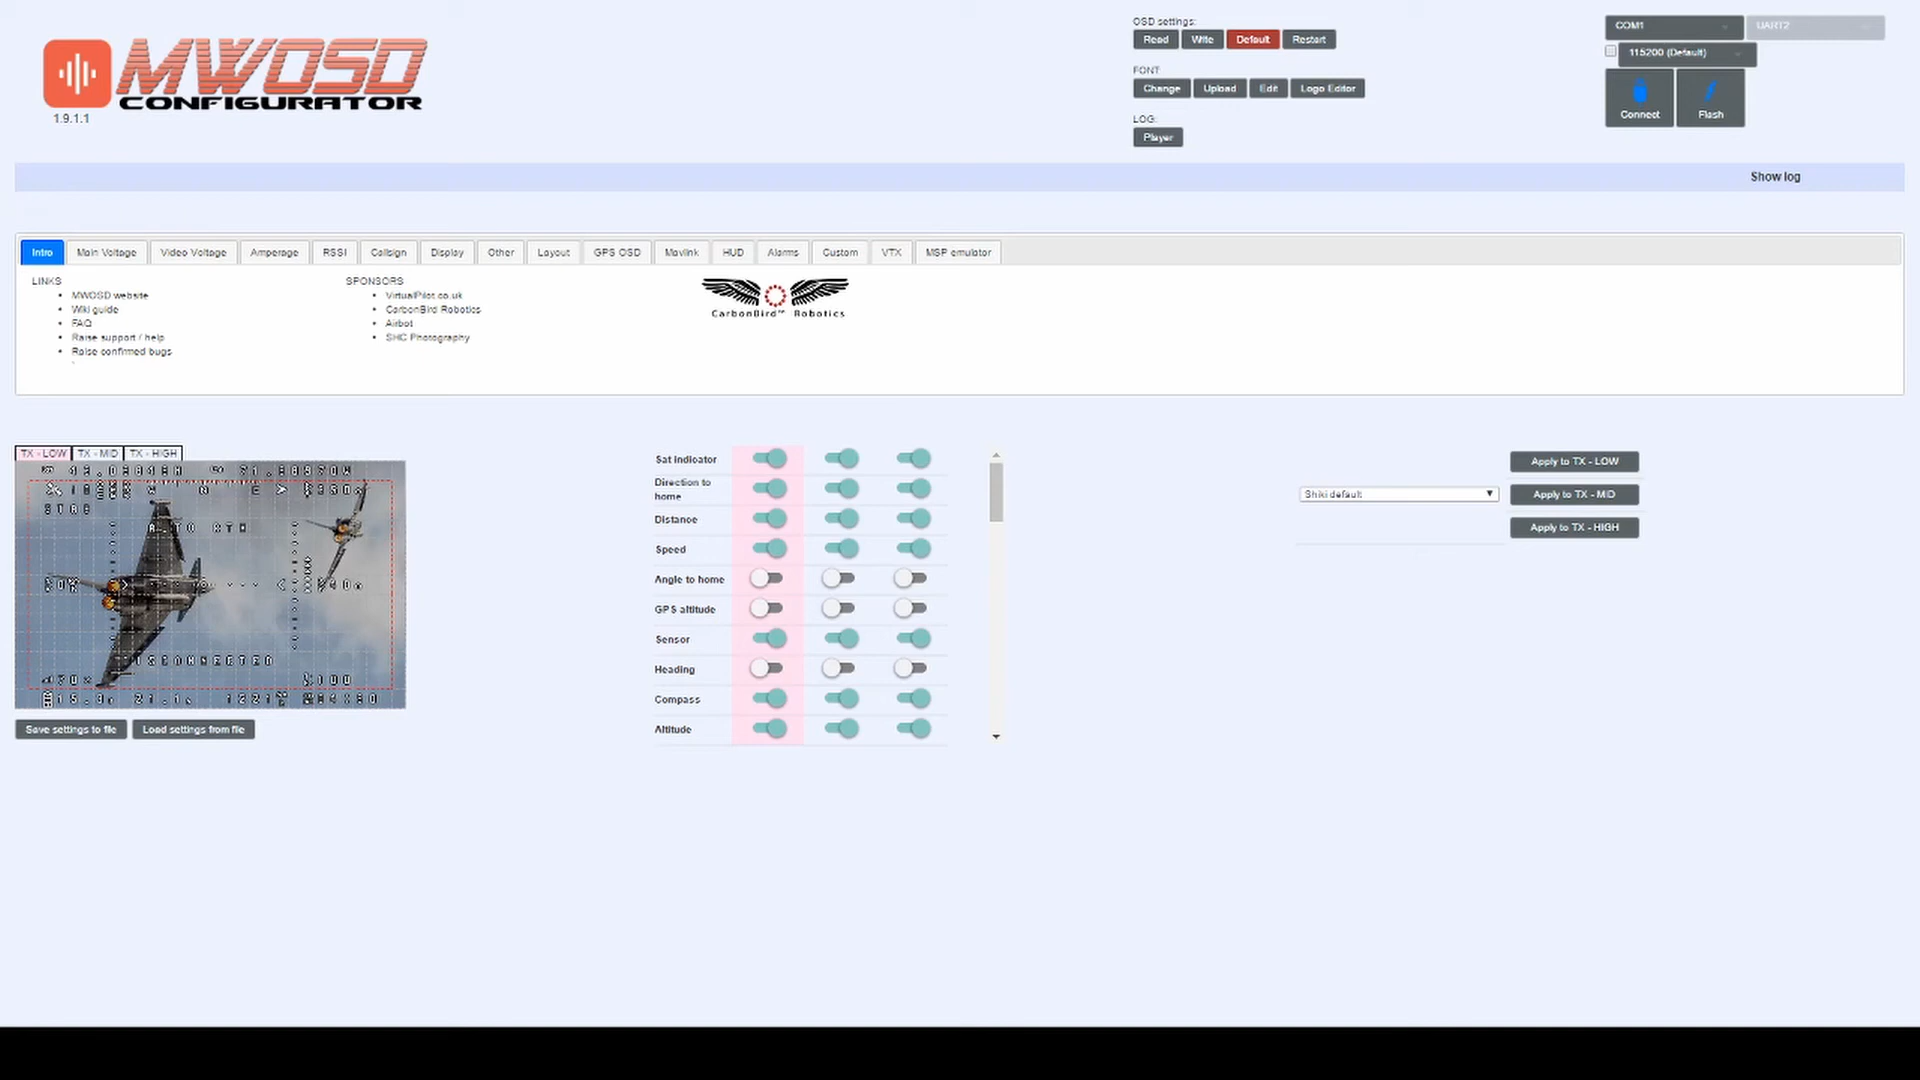 MWOSD
CONFIGURATOR
1.9.1.1
OSD settings:
Read Write Default Restart
FONT
Change Upload Edit Logo Editor
LOG:
Player
COM1 UART2
115200 (Default)
Connect Flash
Show log
Intro Main Voltage Video Voltage Amperage RSSI Callsign Display Other Layout GPS OSD Mavlink HUD Alarms Custom VTX MSP emulator
LINKS
• MWOSD website
• Wiki guide
• FAQ
• Raise support / help
• Raise confirmed bugs
SPONSORS
• VirtualPilot.co.uk
• CarbonBird Robotics
• Airbot
• SHC Photography
CarbonBird™ Robotics
TX - LOW TX - MID TX - HIGH
DISCONNECTED
Save settings to file Load settings from file
Sat indicator
Direction to
home
Distance
Speed
Angle to home
GPS altitude
Sensor
Heading
Compass
Altitude
Shiki default
Apply to TX - LOW
Apply to TX - MID
Apply to TX - HIGH